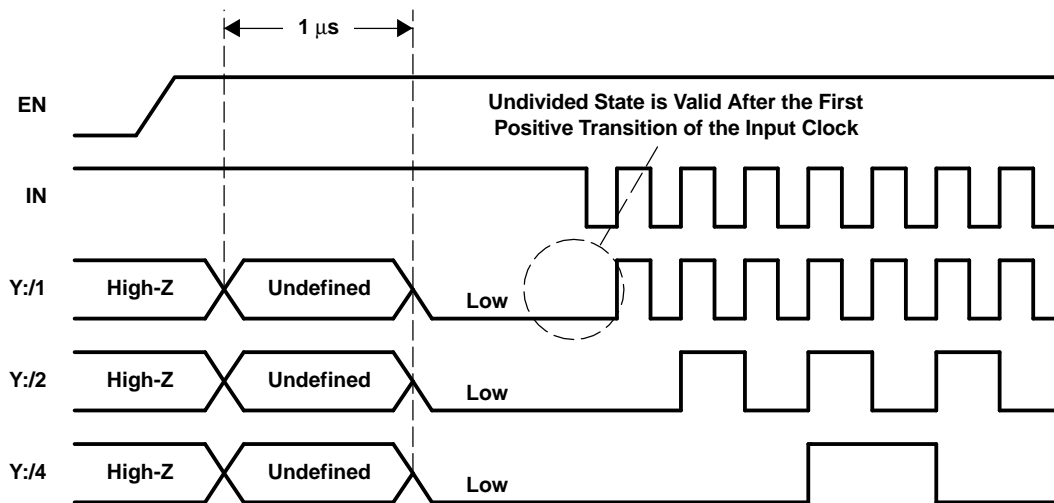 1 μs
EN
Undivided State is Valid After the First
Positive Transition of the Input Clock
IN
Y:/1 High-Z Undefined Low
Y:/2 High-Z Undefined Low
Y:/4 High-Z Undefined Low